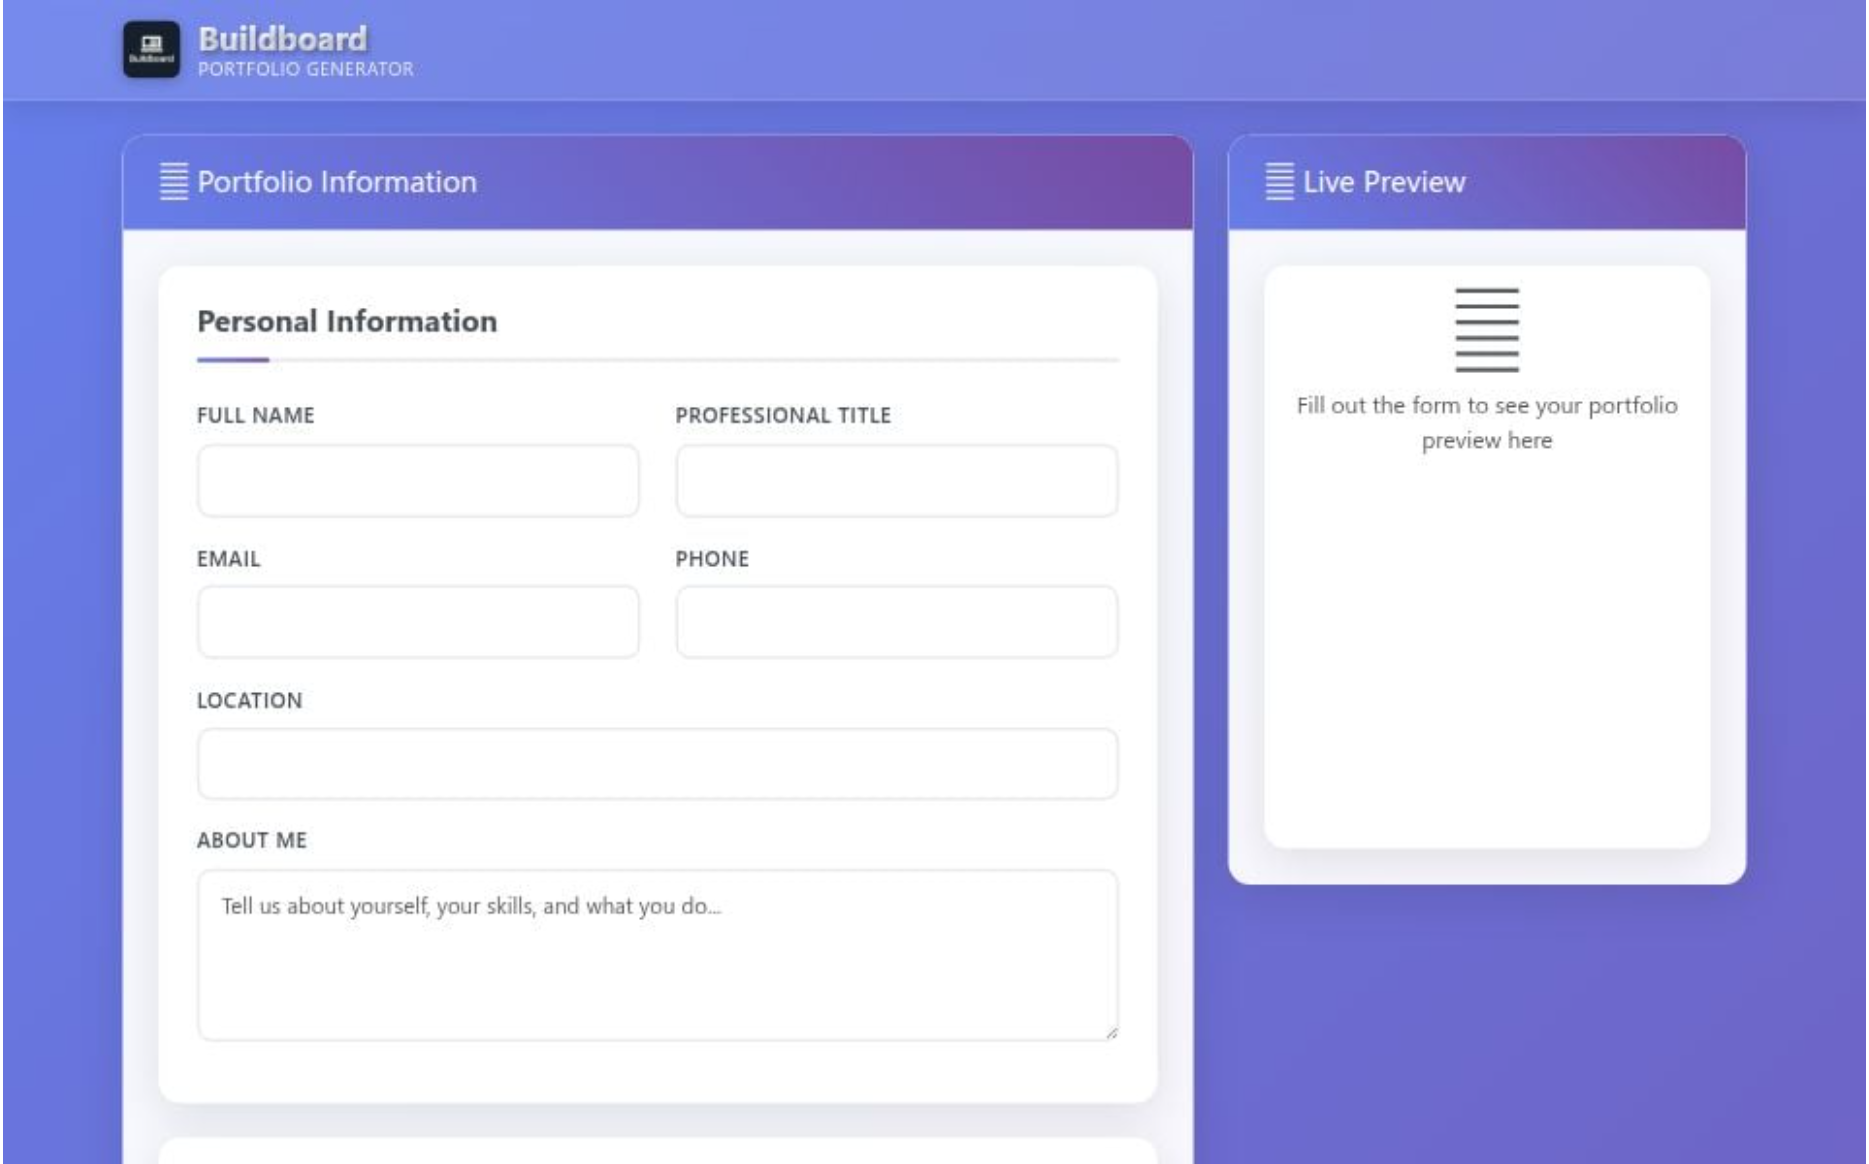 Buildboard
PORTFOLIO GENERATOR
Portfolio Information
Personal Information
FULL NAME
PROFESSIONAL TITLE
EMAIL
PHONE
LOCATION
ABOUT ME
Tell us about yourself, your skills, and what you do...
Live Preview
Fill out the form to see your portfolio
preview here